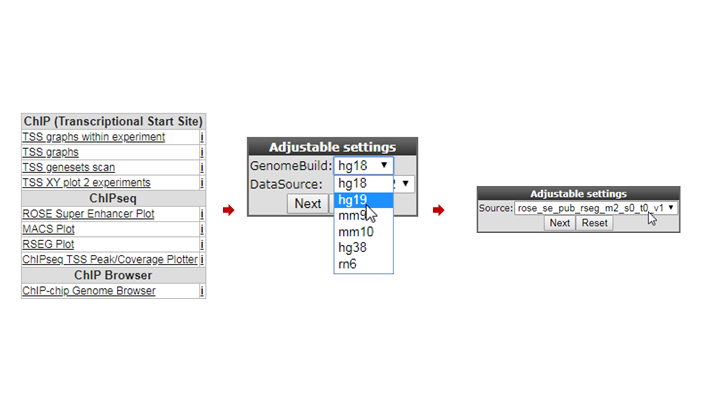 ChIP (Transcriptional Start Site)
TSS graphs within experiment i
TSS graphs i
TSS genesets scan i
TSS XY plot 2 experiments i
ChIPseq
ROSE Super Enhancer Plot i
MACS Plot i
RSEG Plot i
ChIPseq TSS Peak/Coverage Plotter i
ChIP Browser
ChIP-chip Genome Browser i
Adjustable settings
GenomeBuild: hg18
DataSource:
Next
hg18
hg19
mm9
mm10
hg38
rn6
Adjustable settings
Source: rose_se_pub_rseg_m2_s0_t0_v1
Next Reset